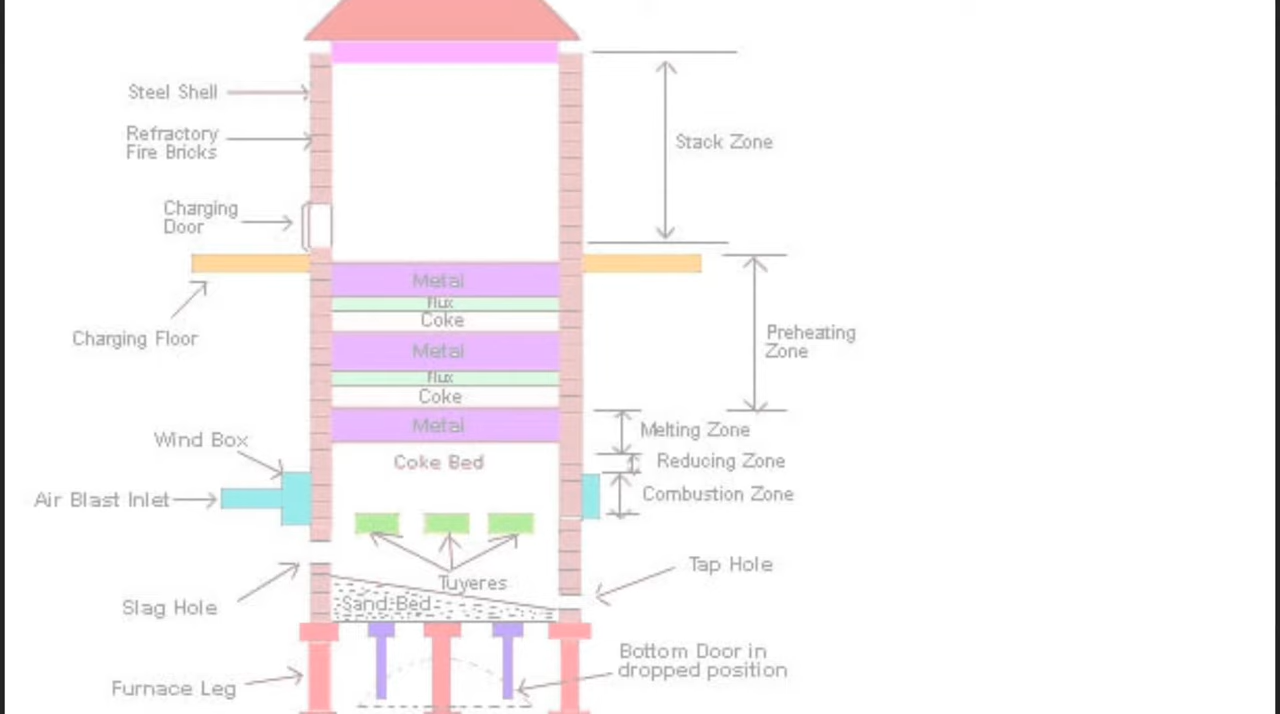 Steel Shell
Refractory
Fire Bricks
Stack Zone
Charging
Door
Metal
Flux
Coke
Charging Floor
Preheating
Zone
Metal
Flux
Coke
Metal
Melting Zone
Wind Box
Coke Bed
Reducing Zone
Air Blast Inlet
Combustion Zone
Tap Hole
Tuyeres
Slag Hole
Sand Bed
Bottom Door in
dropped position
Furnace Leg